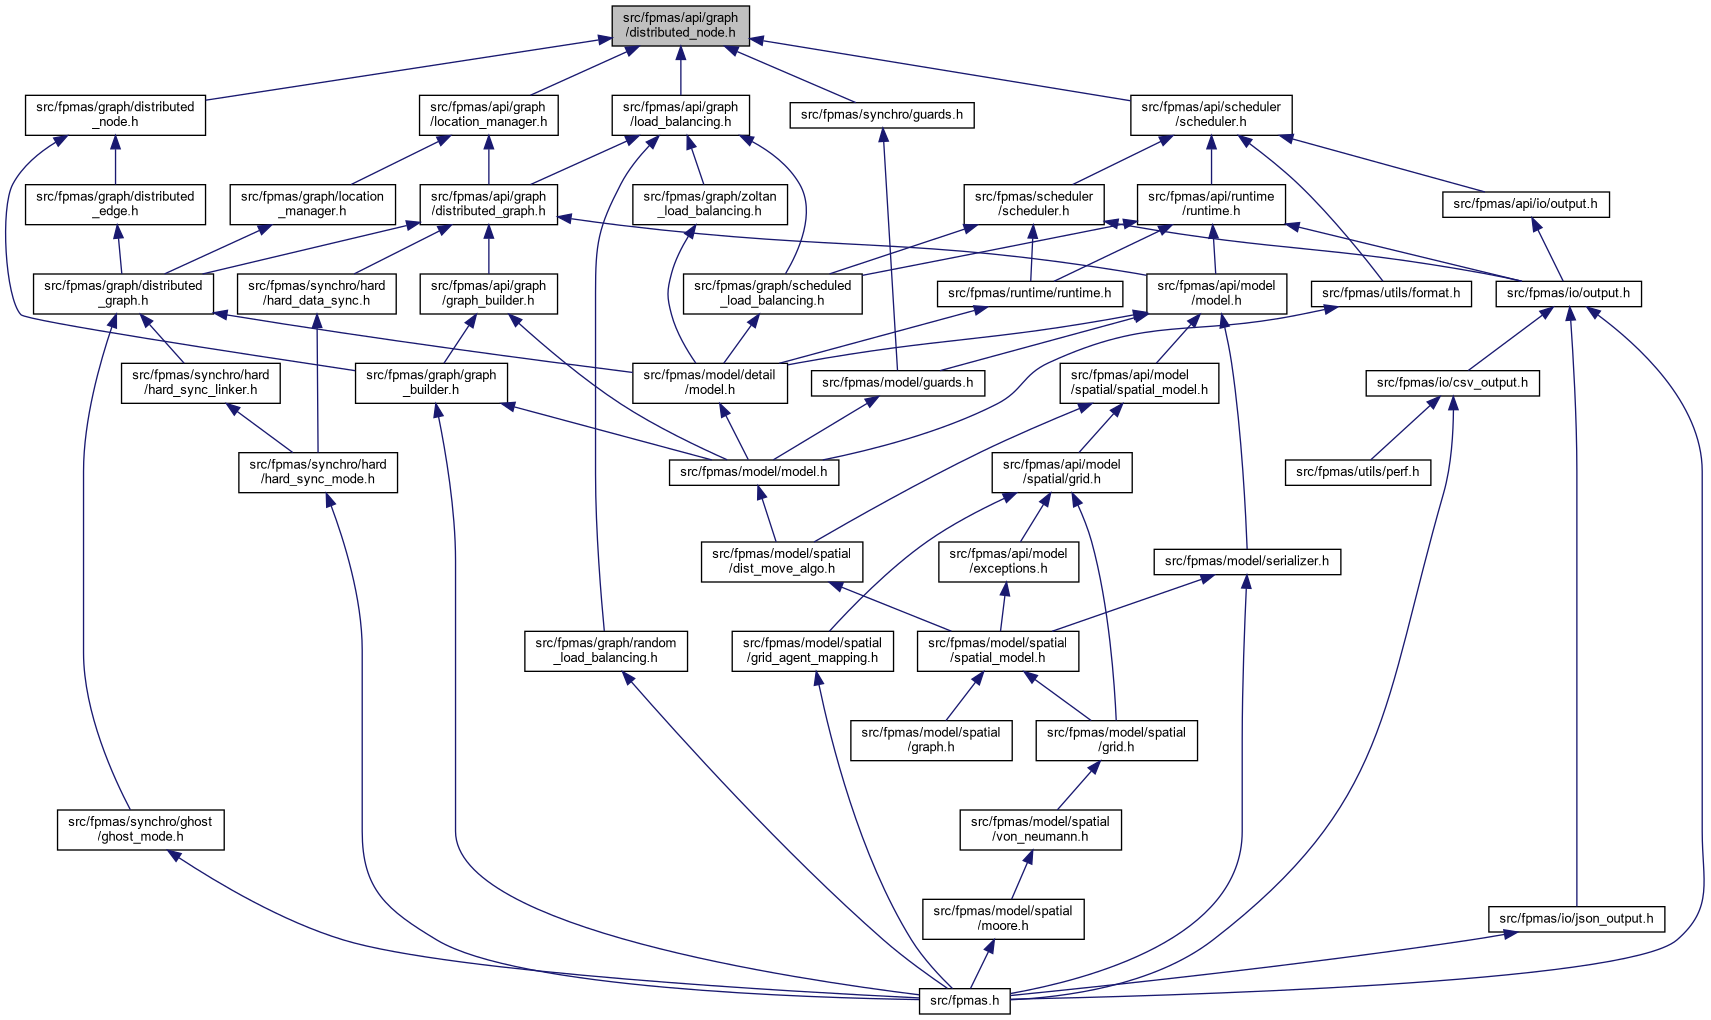 src/fpmas/api/graph
/distributed_node.h
src/fpmas/graph/distributed
_node.h
src/fpmas/api/graph
/location_manager.h
src/fpmas/api/graph
/load_balancing.h
src/fpmas/synchro/guards.h
src/fpmas/api/scheduler
/scheduler.h
src/fpmas/graph/distributed
_edge.h
src/fpmas/graph/location
_manager.h
src/fpmas/api/graph
/distributed_graph.h
src/fpmas/graph/zoltan
_load_balancing.h
src/fpmas/scheduler
/scheduler.h
src/fpmas/api/runtime
/runtime.h
src/fpmas/api/io/output.h
src/fpmas/graph/distributed
_graph.h
src/fpmas/synchro/hard
/hard_data_sync.h
src/fpmas/api/graph
/graph_builder.h
src/fpmas/graph/scheduled
_load_balancing.h
src/fpmas/runtime/runtime.h
src/fpmas/api/model
/model.h
src/fpmas/utils/format.h
src/fpmas/io/output.h
src/fpmas/synchro/hard
/hard_sync_linker.h
src/fpmas/graph/graph
_builder.h
src/fpmas/model/detail
/model.h
src/fpmas/model/guards.h
src/fpmas/api/model
/spatial/spatial_model.h
src/fpmas/io/csv_output.h
src/fpmas/synchro/hard
/hard_sync_mode.h
src/fpmas/model/model.h
src/fpmas/api/model
/spatial/grid.h
src/fpmas/utils/perf.h
src/fpmas/model/spatial
/dist_move_algo.h
src/fpmas/api/model
/exceptions.h
src/fpmas/model/serializer.h
src/fpmas/graph/random
_load_balancing.h
src/fpmas/model/spatial
/grid_agent_mapping.h
src/fpmas/model/spatial
/spatial_model.h
src/fpmas/model/spatial
/graph.h
src/fpmas/model/spatial
/grid.h
src/fpmas/synchro/ghost
/ghost_mode.h
src/fpmas/model/spatial
/von_neumann.h
src/fpmas/model/spatial
/moore.h
src/fpmas/io/json_output.h
src/fpmas.h